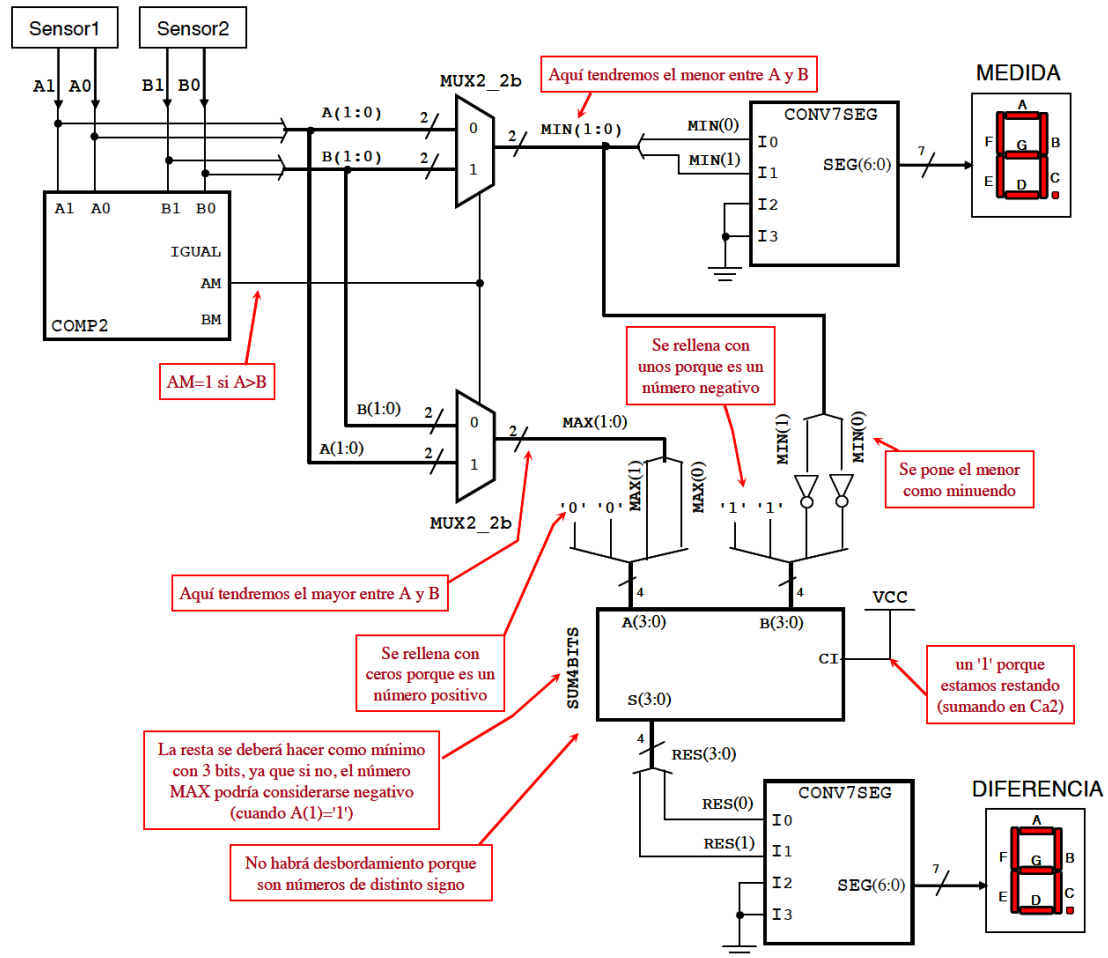 Sensor1
Sensor2
A1 A0
B1 B0
A(1:0)
2
B(1:0)
2
MUX2_2b
0
1
2
MIN(1:0)
Aquí tendremos el menor entre A y B
MIN(0)
MIN(1)
CONV7SEG
I0
I1
I2
I3
SEG(6:0)
7
MEDIDA
A
F
G
B
E
D
C
A1 A0
B1 B0
IGUAL
AM
BM
COMP2
AM=1 si A>B
B(1:0)
2
A(1:0)
2
0
1
MUX2_2b
2
MAX(1:0)
Aquí tendremos el mayor entre A y B
Se rellena con
unos porque es un
número negativo
MIN(1)
MIN(0)
Se pone el menor
como minuendo
'0' '0'
MAX(1)
MAX(0)
'1' '1'
4
4
Se rellena con
ceros porque es un
número positivo
A(3:0)
B(3:0)
CI
S(3:0)
SUM4BITS
VCC
un '1' porque
estamos restando
(sumando en Ca2)
La resta se deberá hacer como mínimo
con 3 bits, ya que si no, el número
MAX podría considerarse negativo
(cuando A(1)='1')
No habrá desbordamiento porque
son números de distinto signo
4
RES(3:0)
RES(0)
RES(1)
CONV7SEG
I0
I1
I2
I3
SEG(6:0)
7
DIFERENCIA
A
F
G
B
E
D
C